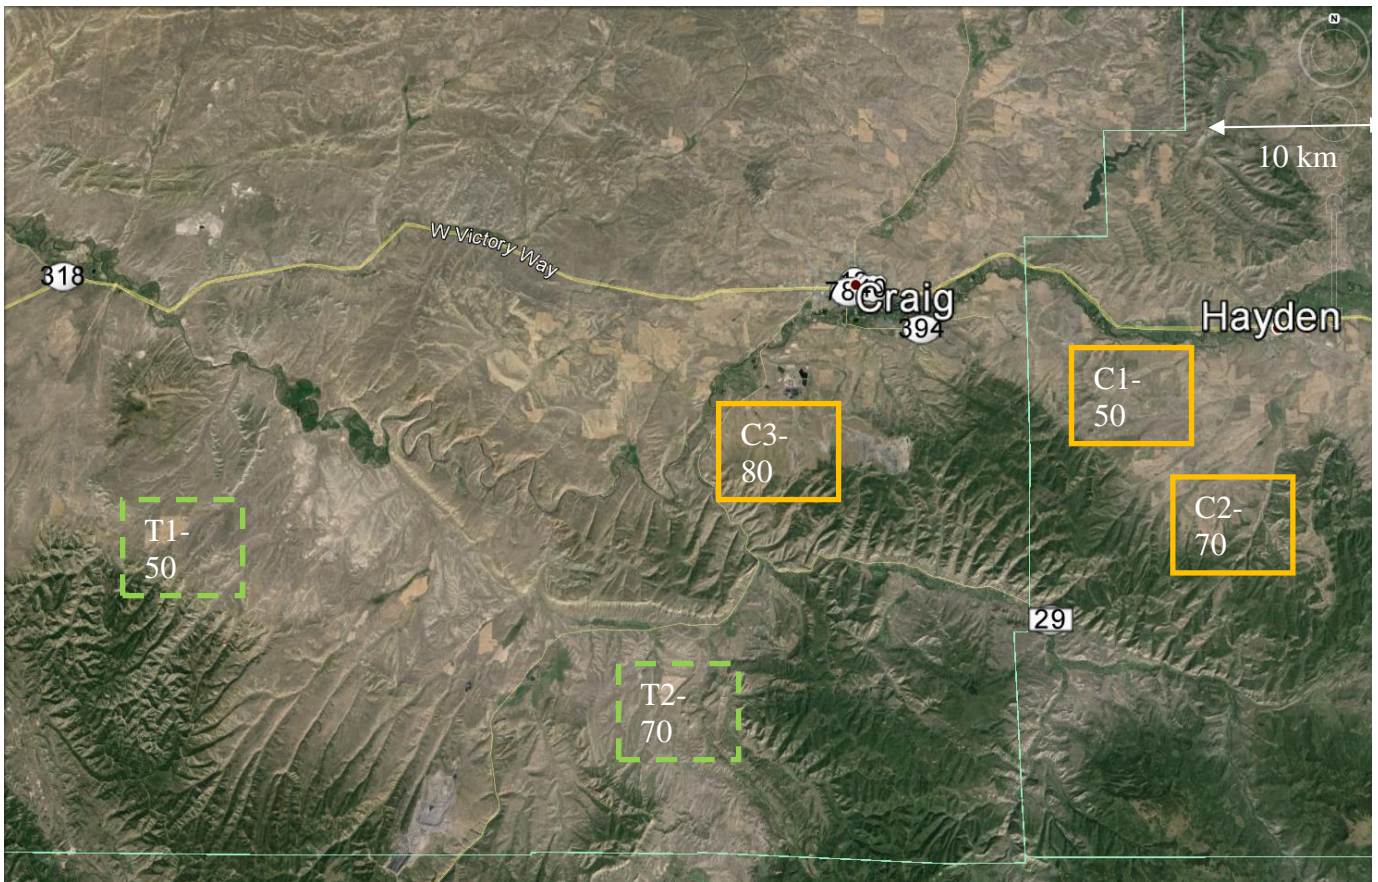 N
10 km
W Victory Way
318
Craig
394
Hayden
C1-
50
C3-
80
C2-
70
T1-
50
29
T2-
70